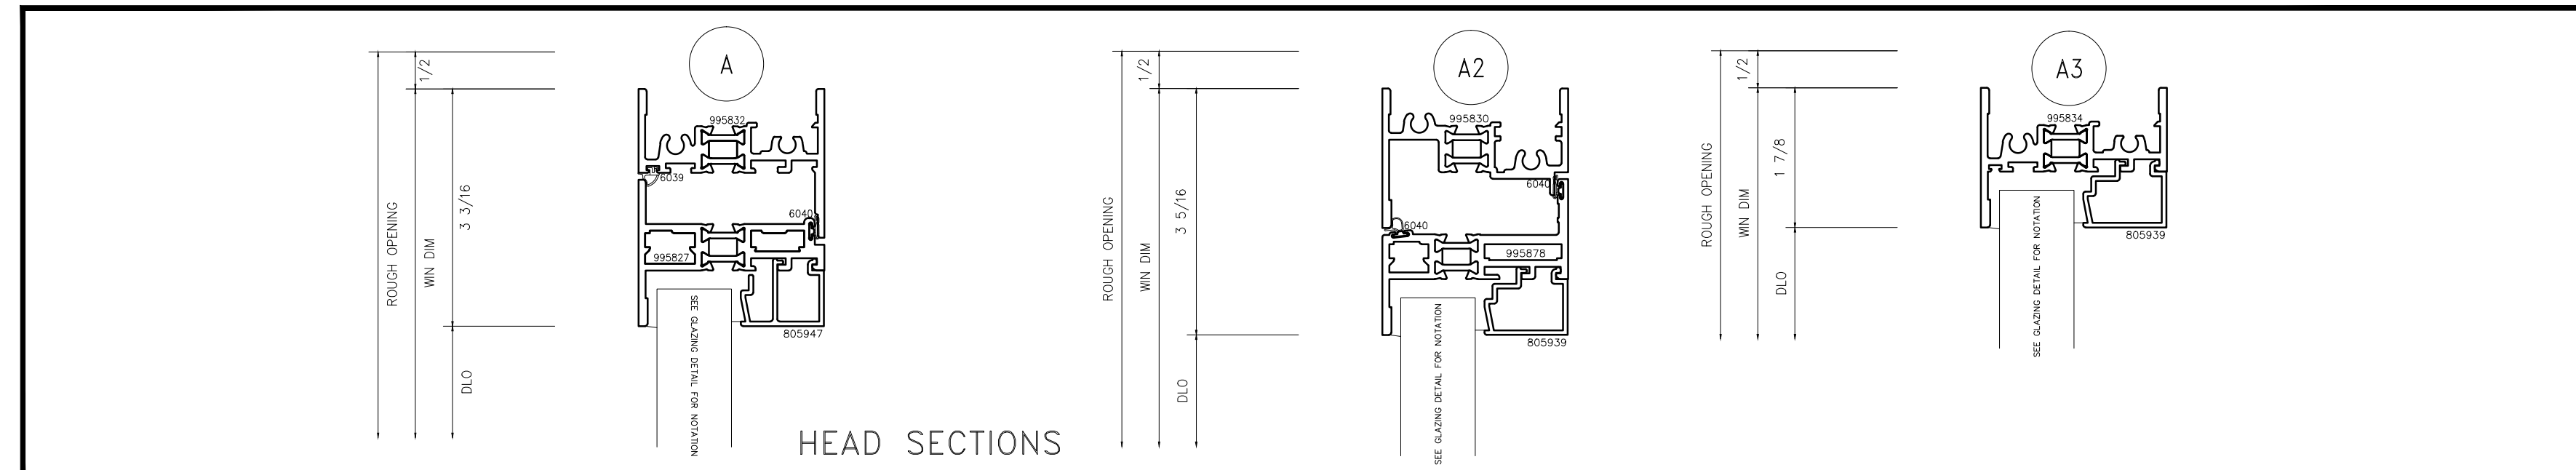 A
1/2
ROUGH OPENING
WIN DIM
3 3/16
DLO
995832
6039
6040
995827
805947
SEE GLAZING DETAIL FOR NOTATION
HEAD SECTIONS
A2
1/2
ROUGH OPENING
WIN DIM
3 5/16
DLO
995830
6040
6040
995878
805939
SEE GLAZING DETAIL FOR NOTATION
A3
1/2
ROUGH OPENING
WIN DIM
1 7/8
DLO
995834
805939
SEE GLAZING DETAIL FOR NOTATION